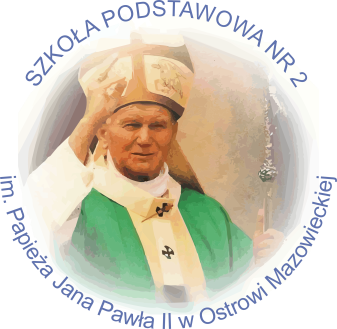 SZKOŁA PODSTAWOWA NR 2
im. Papieża Jana Pawła II w Ostrowi Mazowieckiej